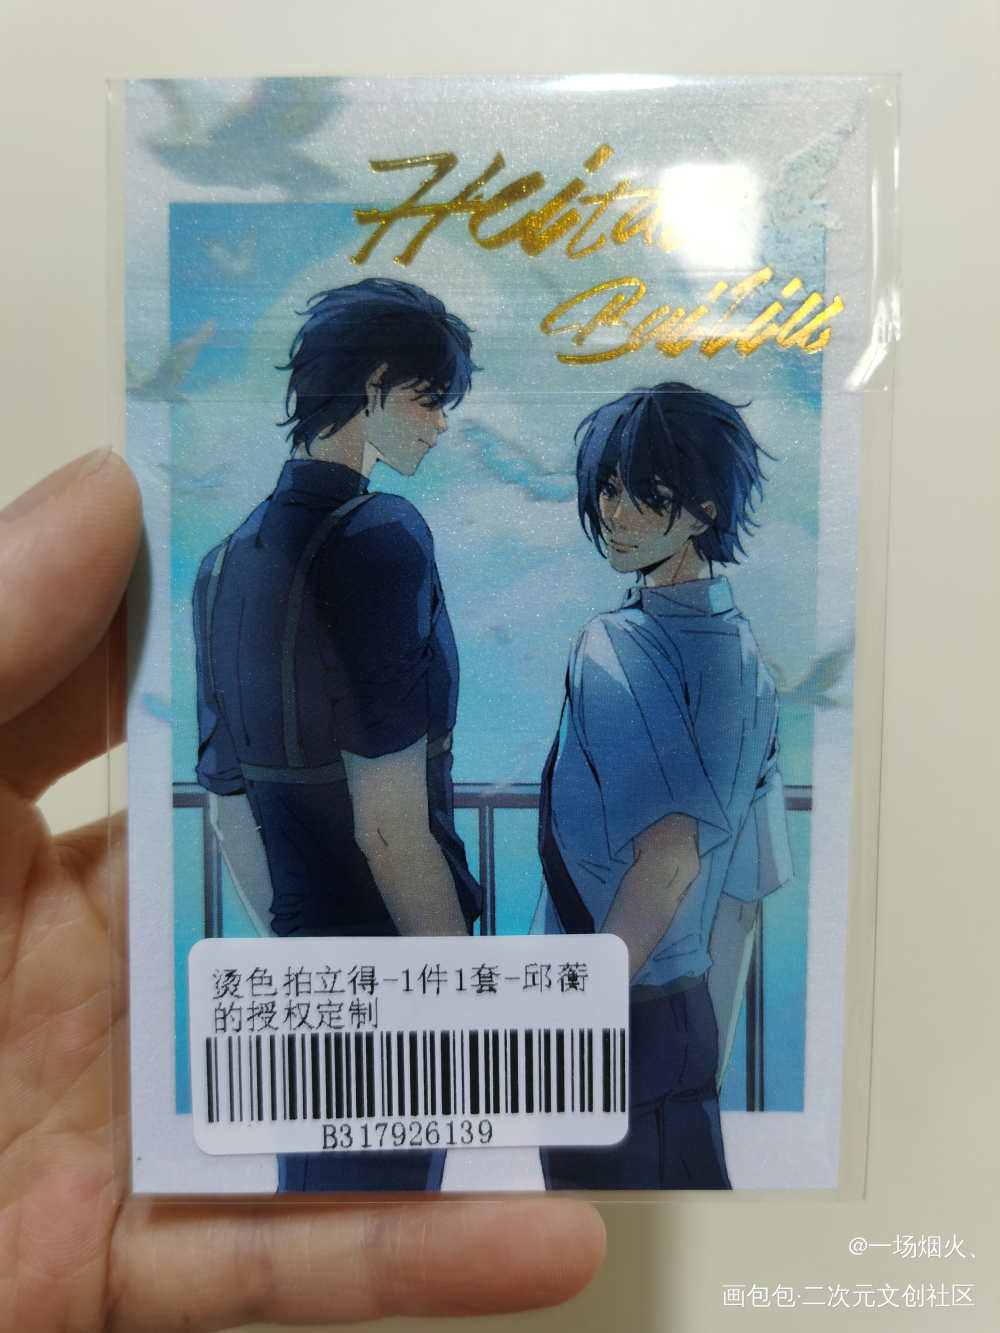 烫色拍立得-1件1套-邱蘅
的授权定制
B317926139
@一场烟火、
画包包·二次元文创社区